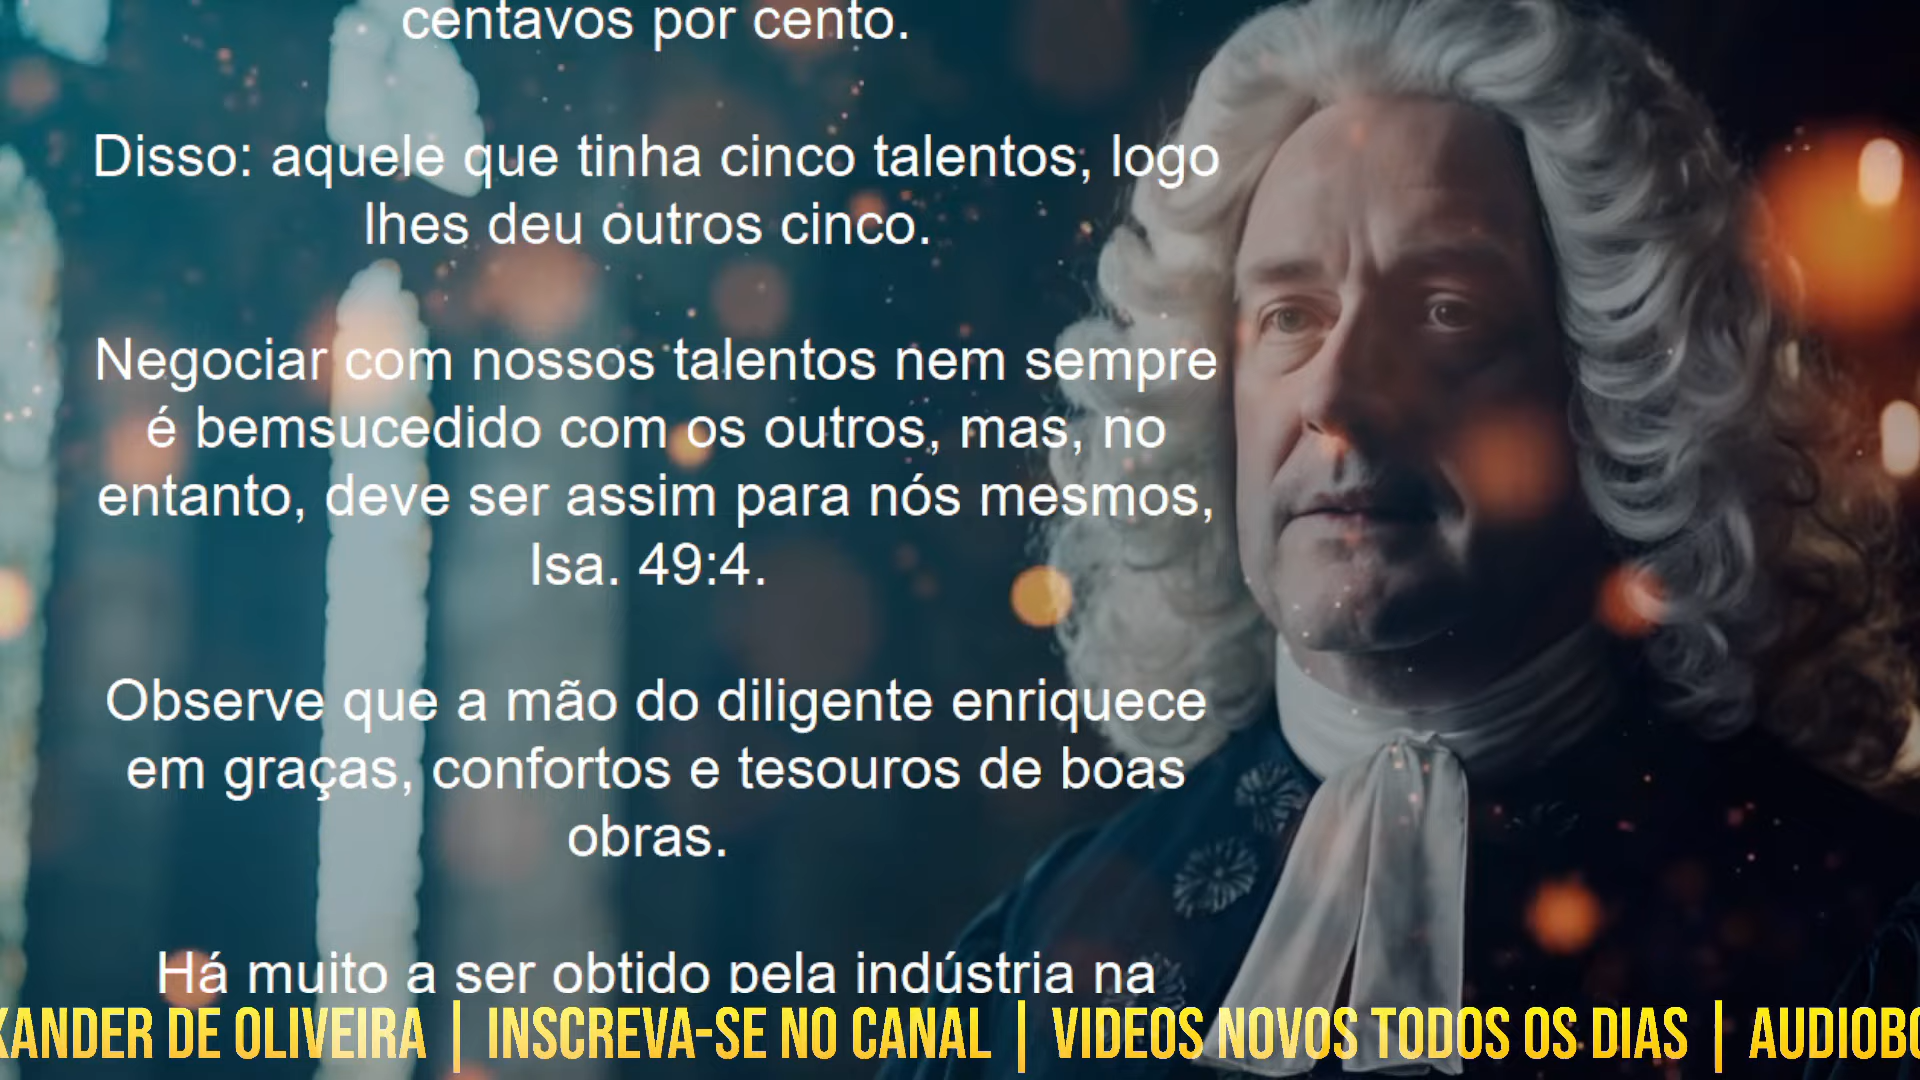 centavos por cento.
Disso: aquele que tinha cinco talentos, logo
lhes deu outros cinco.
Negociar com nossos talentos nem sempre
é bemsucedido com os outros, mas, no
entanto, deve ser assim para nós mesmos,
Isa. 49:4.
Observe que a mão do diligente enriquece
em graças, confortos e tesouros de boas
obras.
Há muito a ser obtido pela indústria na
XANDER DE OLIVEIRA | INSCREVA-SE NO CANAL | VIDEOS NOVOS TODOS OS DIAS | AUDIOBO